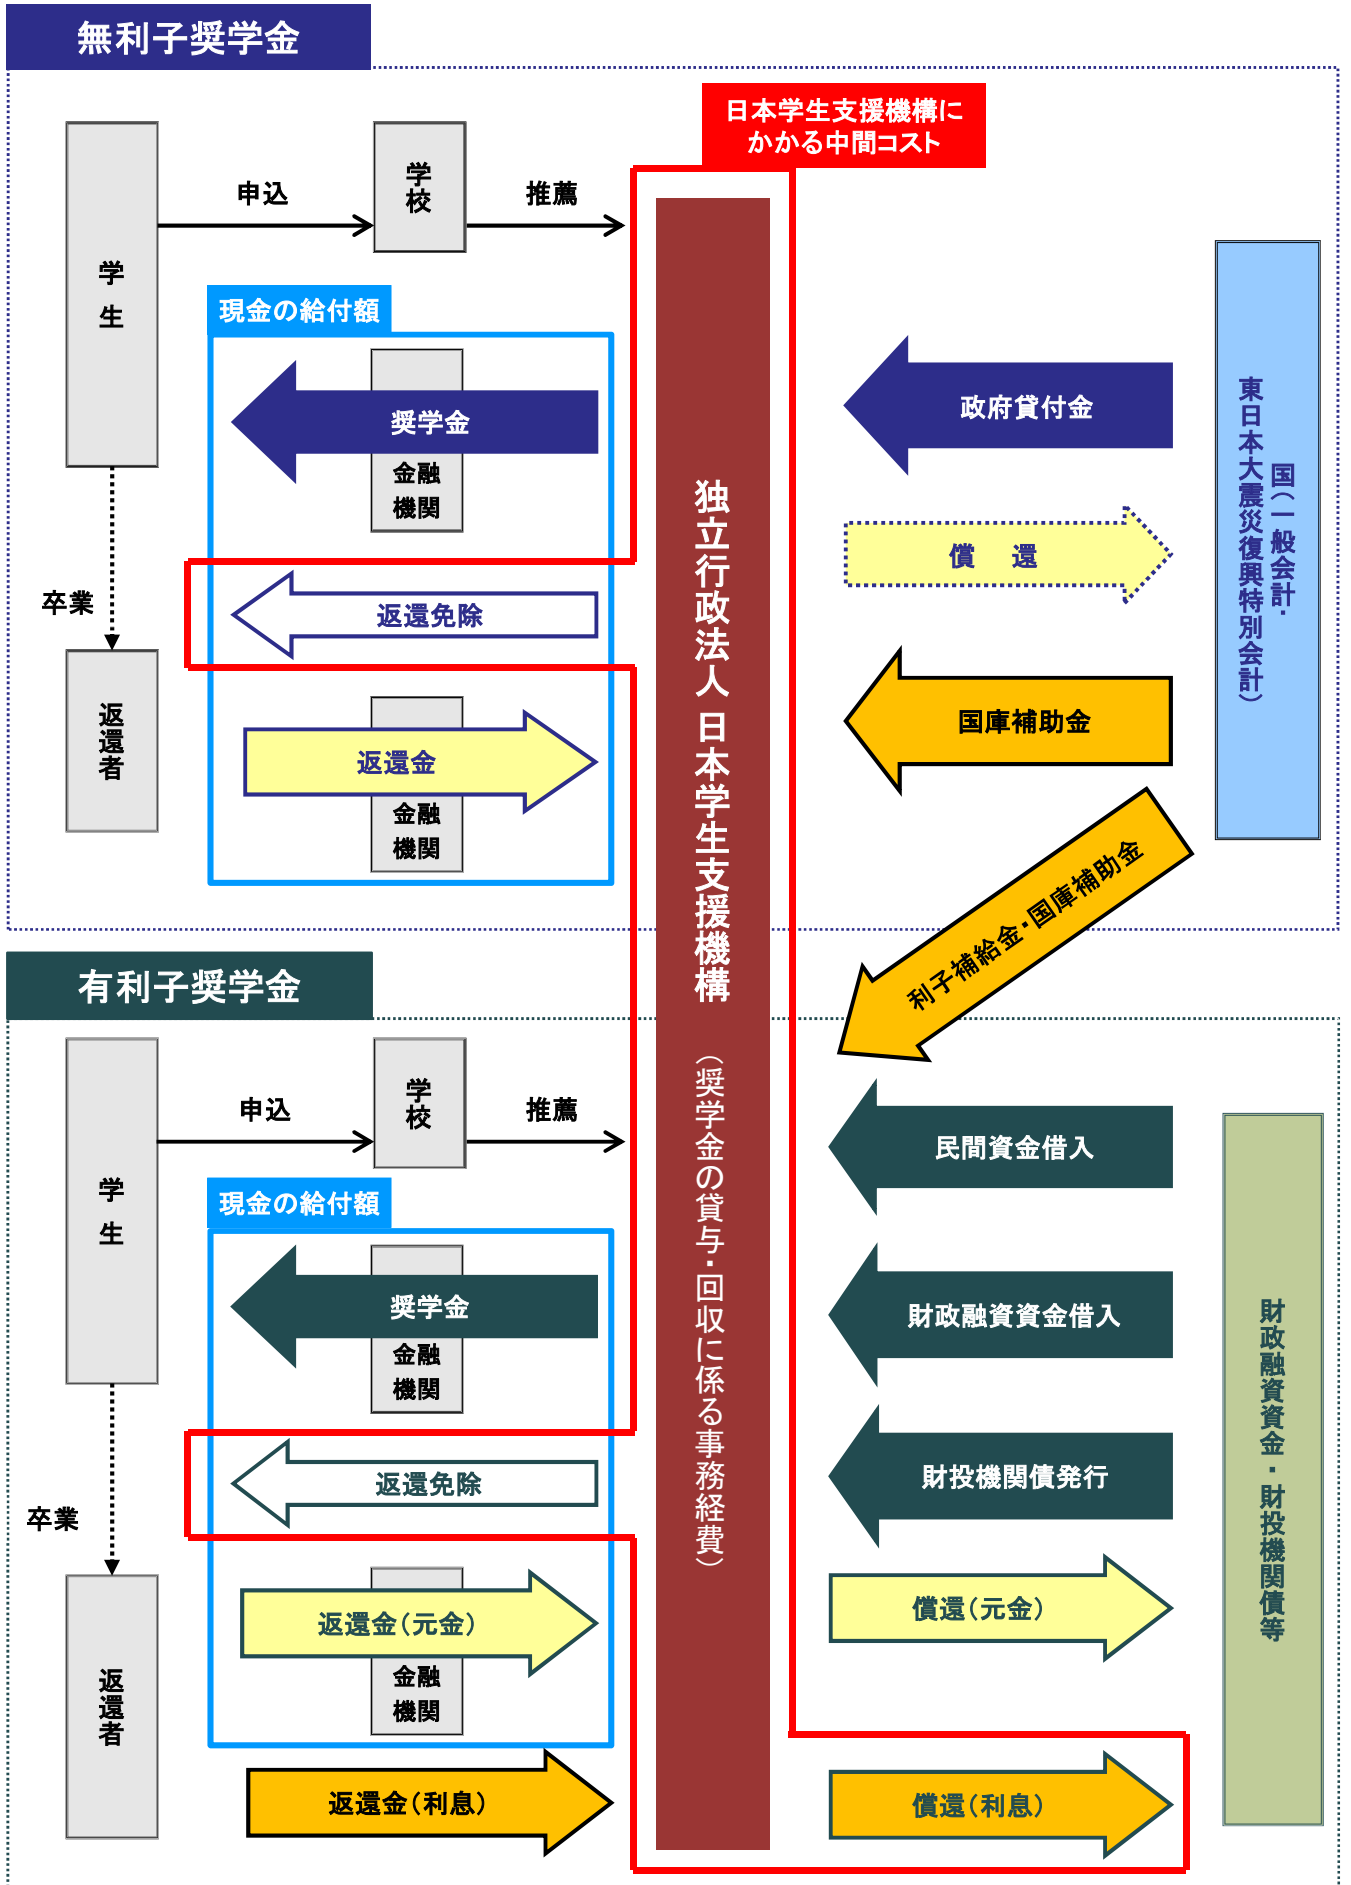 無利子奨学金
日本学生支援機構に
かかる中間コスト
学生
申込
学校
推薦
現金の給付額
奨学金
金融
機関
返還免除
卒業
返還者
返還金
金融
機関
独立行政法人 日本学生支援機構
(奨学金の貸与・回収に係る事務経費)
政府貸付金
償 還
国庫補助金
国(一般会計・
東日本大震災復興特別会計)
利子補給金・国庫補助金
有利子奨学金
学生
申込
学校
推薦
現金の給付額
奨学金
金融
機関
返還免除
卒業
返還者
返還金(元金)
金融
機関
返還金(利息)
民間資金借入
財政融資資金借入
財投機関債発行
償還(元金)
償還(利息)
財政融資資金・財投機関債等